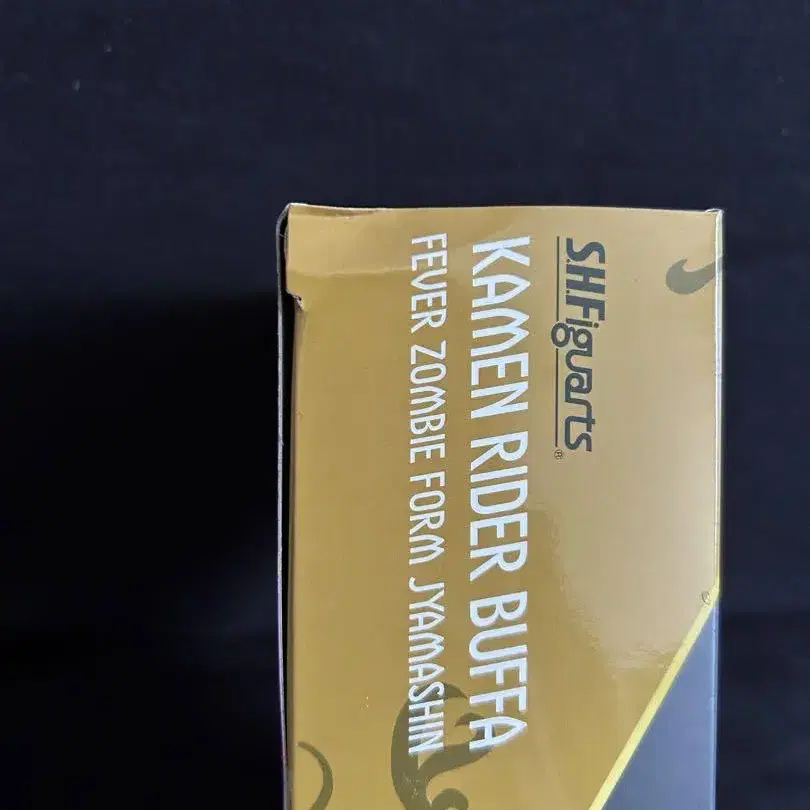 S.H.Figuarts®
KAMEN RIDER BUFFA
FEVER ZOMBIE FORM JYAMASHIN